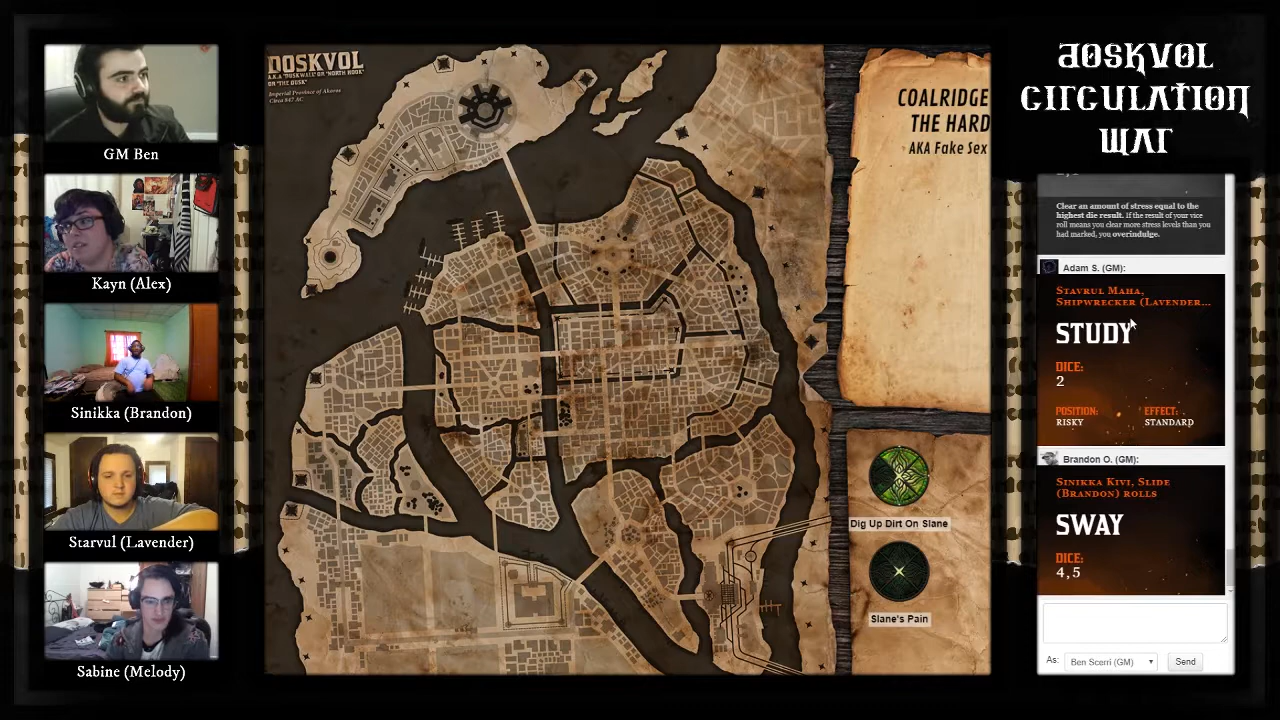 DOSKVOL
A.K.A "DUSKWALL" OR "NORTH HOOK"
OR "THE DUSK"
Imperial Province of Akoros
Circa 847 AC
GM Ben
Kayn (Alex)
Sinikka (Brandon)
Starvul (Lavender)
Sabine (Melody)
COALRIDGE
THE HARD
AKA Fake Sex
Dig Up Dirt On Slane
Slane's Pain
DOSKVOL
CIRCULATION
WAR
Clear an amount of stress equal to the
highest die result. If the result of your vice
roll means you clear more stress levels than you
had marked, you overindulge.
Adam S. (GM):
STAVRUL MAHA,
SHIPWRECKER (LAVENDER...
STUDY
DICE:
2
POSITION: EFFECT:
RISKY STANDARD
Brandon O. (GM):
SINIKKA KIVI, SLIDE
(BRANDON) ROLLS
SWAY
DICE:
4,5
As: Ben Scerri (GM) Send